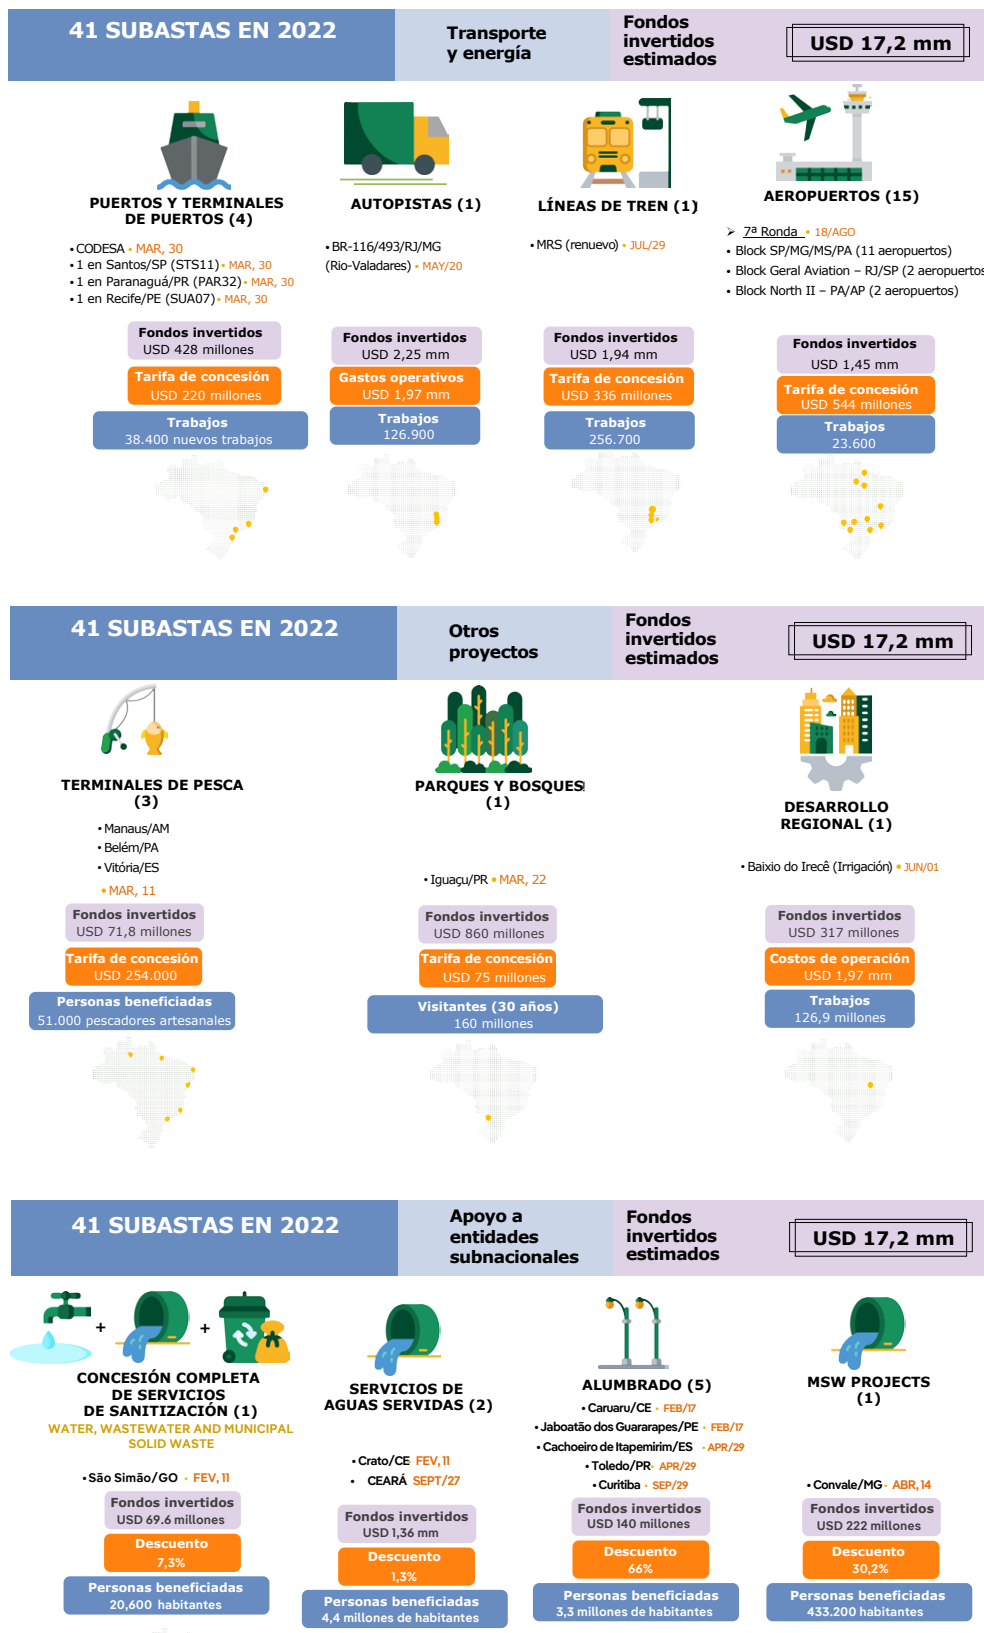 41 SUBASTAS EN 2022
Transporte
y energía
Fondos
invertidos
estimados
USD 17,2 mm
PUERTOS Y TERMINALES
DE PUERTOS (4)
• CODESA • MAR, 30
• 1 en Santos/SP (STS11) • MAR, 30
• 1 en Paranaguá/PR (PAR32) • MAR, 30
• 1 en Recife/PE (SUA07) • MAR, 30
Fondos invertidos
USD 428 millones
Tarifa de concesión
USD 220 millones
Trabajos
38.400 nuevos trabajos
AUTOPISTAS (1)
• BR-116/493/RJ/MG
(Rio-Valadares) • MAY/20
Fondos invertidos
USD 2,25 mm
Gastos operativos
USD 1,97 mm
Trabajos
126.900
LÍNEAS DE TREN (1)
• MRS (renuevo) • JUL/29
Fondos invertidos
USD 1,94 mm
Tarifa de concesión
USD 336 millones
Trabajos
256.700
AEROPUERTOS (15)
➢ 7ª Ronda • 18/AGO
• Block SP/MG/MS/PA (11 aeropuertos)
• Block Geral Aviation – RJ/SP (2 aeropuertos
• Block North II – PA/AP (2 aeropuertos)
Fondos invertidos
USD 1,45 mm
Tarifa de concesión
USD 544 millones
Trabajos
23.600
41 SUBASTAS EN 2022
Otros
proyectos
Fondos
invertidos
estimados
USD 17,2 mm
TERMINALES DE PESCA
(3)
• Manaus/AM
• Belém/PA
• Vitória/ES
• MAR, 11
Fondos invertidos
USD 71,8 millones
Tarifa de concesión
USD 254.000
Personas beneficiadas
51.000 pescadores artesanales
PARQUES Y BOSQUES
(1)
• Iguaçu/PR • MAR, 22
Fondos invertidos
USD 860 millones
Tarifa de concesión
USD 75 millones
Visitantes (30 años)
160 millones
DESARROLLO
REGIONAL (1)
• Baixio do Irecê (Irrigación) • JUN/01
Fondos invertidos
USD 317 millones
Costos de operación
USD 1,97 mm
Trabajos
126,9 millones
41 SUBASTAS EN 2022
Apoyo a
entidades
subnacionales
Fondos
invertidos
estimados
USD 17,2 mm
+ +
CONCESIÓN COMPLETA
DE SERVICIOS
DE SANITIZACIÓN (1)
WATER, WASTEWATER AND MUNICIPAL
SOLID WASTE
• São Simão/GO • FEV, 11
Fondos invertidos
USD 69.6 millones
Descuento
7,3%
Personas beneficiadas
20,600 habitantes
SERVICIOS DE
AGUAS SERVIDAS (2)
• Crato/CE FEV, 11
• CEARÁ SEPT/27
Fondos invertidos
USD 1,36 mm
Descuento
1,3%
Personas beneficiadas
4,4 millones de habitantes
ALUMBRADO (5)
• Caruaru/CE • FEB/17
• Jaboatão dos Guararapes/PE • FEB/17
• Cachoeiro de Itapemirim/ES • APR/29
• Toledo/PR • APR/29
• Curitiba • SEP/29
Fondos invertidos
USD 140 millones
Descuento
66%
Personas beneficiadas
3,3 millones de habitantes
MSW PROJECTS
(1)
• Convale/MG • ABR, 14
Fondos invertidos
USD 222 millones
Descuento
30,2%
Personas beneficiadas
433.200 habitantes